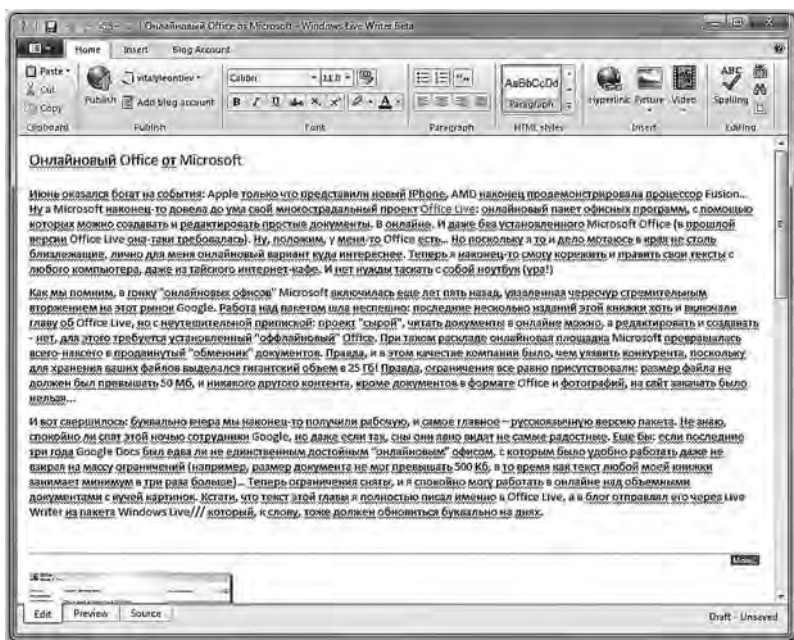 Онлайновый Office от Microsoft - Windows Live Writer Beta
Home Insert Blog Account
Paste
Cut
Copy
Publish
vitalyleontiev
Add blog account
Calibri 11.0
AaBbCcDd
Paragraph
Hyperlink Picture Video
ABC
Spelling
Clipboard Publish Font Paragraph HTML styles Insert Editing
Онлайновый Office от Microsoft
Июнь оказался богат на события: Apple только что представили новый iPhone, AMD наконец продемонстрировала процессор Fusion...
Ну а Microsoft наконец-то довела до ума свой многострадальный проект Office Live: онлайновый пакет офисных программ, с помощью
которых можно создавать и редактировать простые документы. В онлайне. И даже без установленного Microsoft Office (в прошлой
версии Office Live она-таки требовалась). Ну, положим, у меня-то Office есть... Но поскольку я то и дело мотаюсь в края не столь
близлежащие, лично для меня онлайновый вариант куда интереснее. Теперь я наконец-то смогу корежить и править свои тексты с
любого компьютера, даже из тайского интернет-кафе. И нет нужды таскать с собой ноутбук (ура!)
Как мы помним, в гонку "онлайновых офисов" Microsoft включилась еще лет пять назад, уязвленная чересчур стремительным
вторжением на этот рынок Google. Работа над пакетом шла неспешно: последние несколько изданий этой книжки хоть и включали
главу об Office Live, но с неутешительной припиской: проект "сырой", читать документы в онлайне можно, а редактировать и создавать
- нет, для этого требуется установленный "оффлайновый" Office. При таком раскладе онлайновая площадка Microsoft превращалась
всего-навсего в продвинутый "обменник" документов. Правда, и в этом качестве компании было, чем уязвить конкурента, поскольку
для хранения ваших файлов выделялся гигантский объем в 25 Гб! Правда, ограничения все равно присутствовали: размер файла не
должен был превышать 50 Мб, и никакого другого контента, кроме документов в формате Office и фотографий, на сайт закачать было
нельзя...
И вот свершилось: буквально вчера мы наконец-то получили рабочую, и самое главное – русскоязычную версию пакета. Не знаю,
спокойно ли спят этой ночью сотрудники Google, но даже если так, сны они явно видят не самые радостные. Еще бы: если последние
три года Google Docs был едва ли не единственным достойным "онлайновым" офисом, с которым было удобно работать даже не
взирая на массу ограничений (например, размер документа не мог превышать 500 Кб, в то время как текст любой моей книжки
занимает минимум в три раза больше)... Теперь ограничения сняты, и я спокойно могу работать в онлайне над объемными
документами с кучей картинок. Кстати, что текст этой главы я полностью писал именно в Office Live, а в блог отправлял его через Live
Writer из пакета Windows Live/// который, к слову, тоже должен обновиться буквально на днях.
Edit Preview Source
Draft - Unsaved